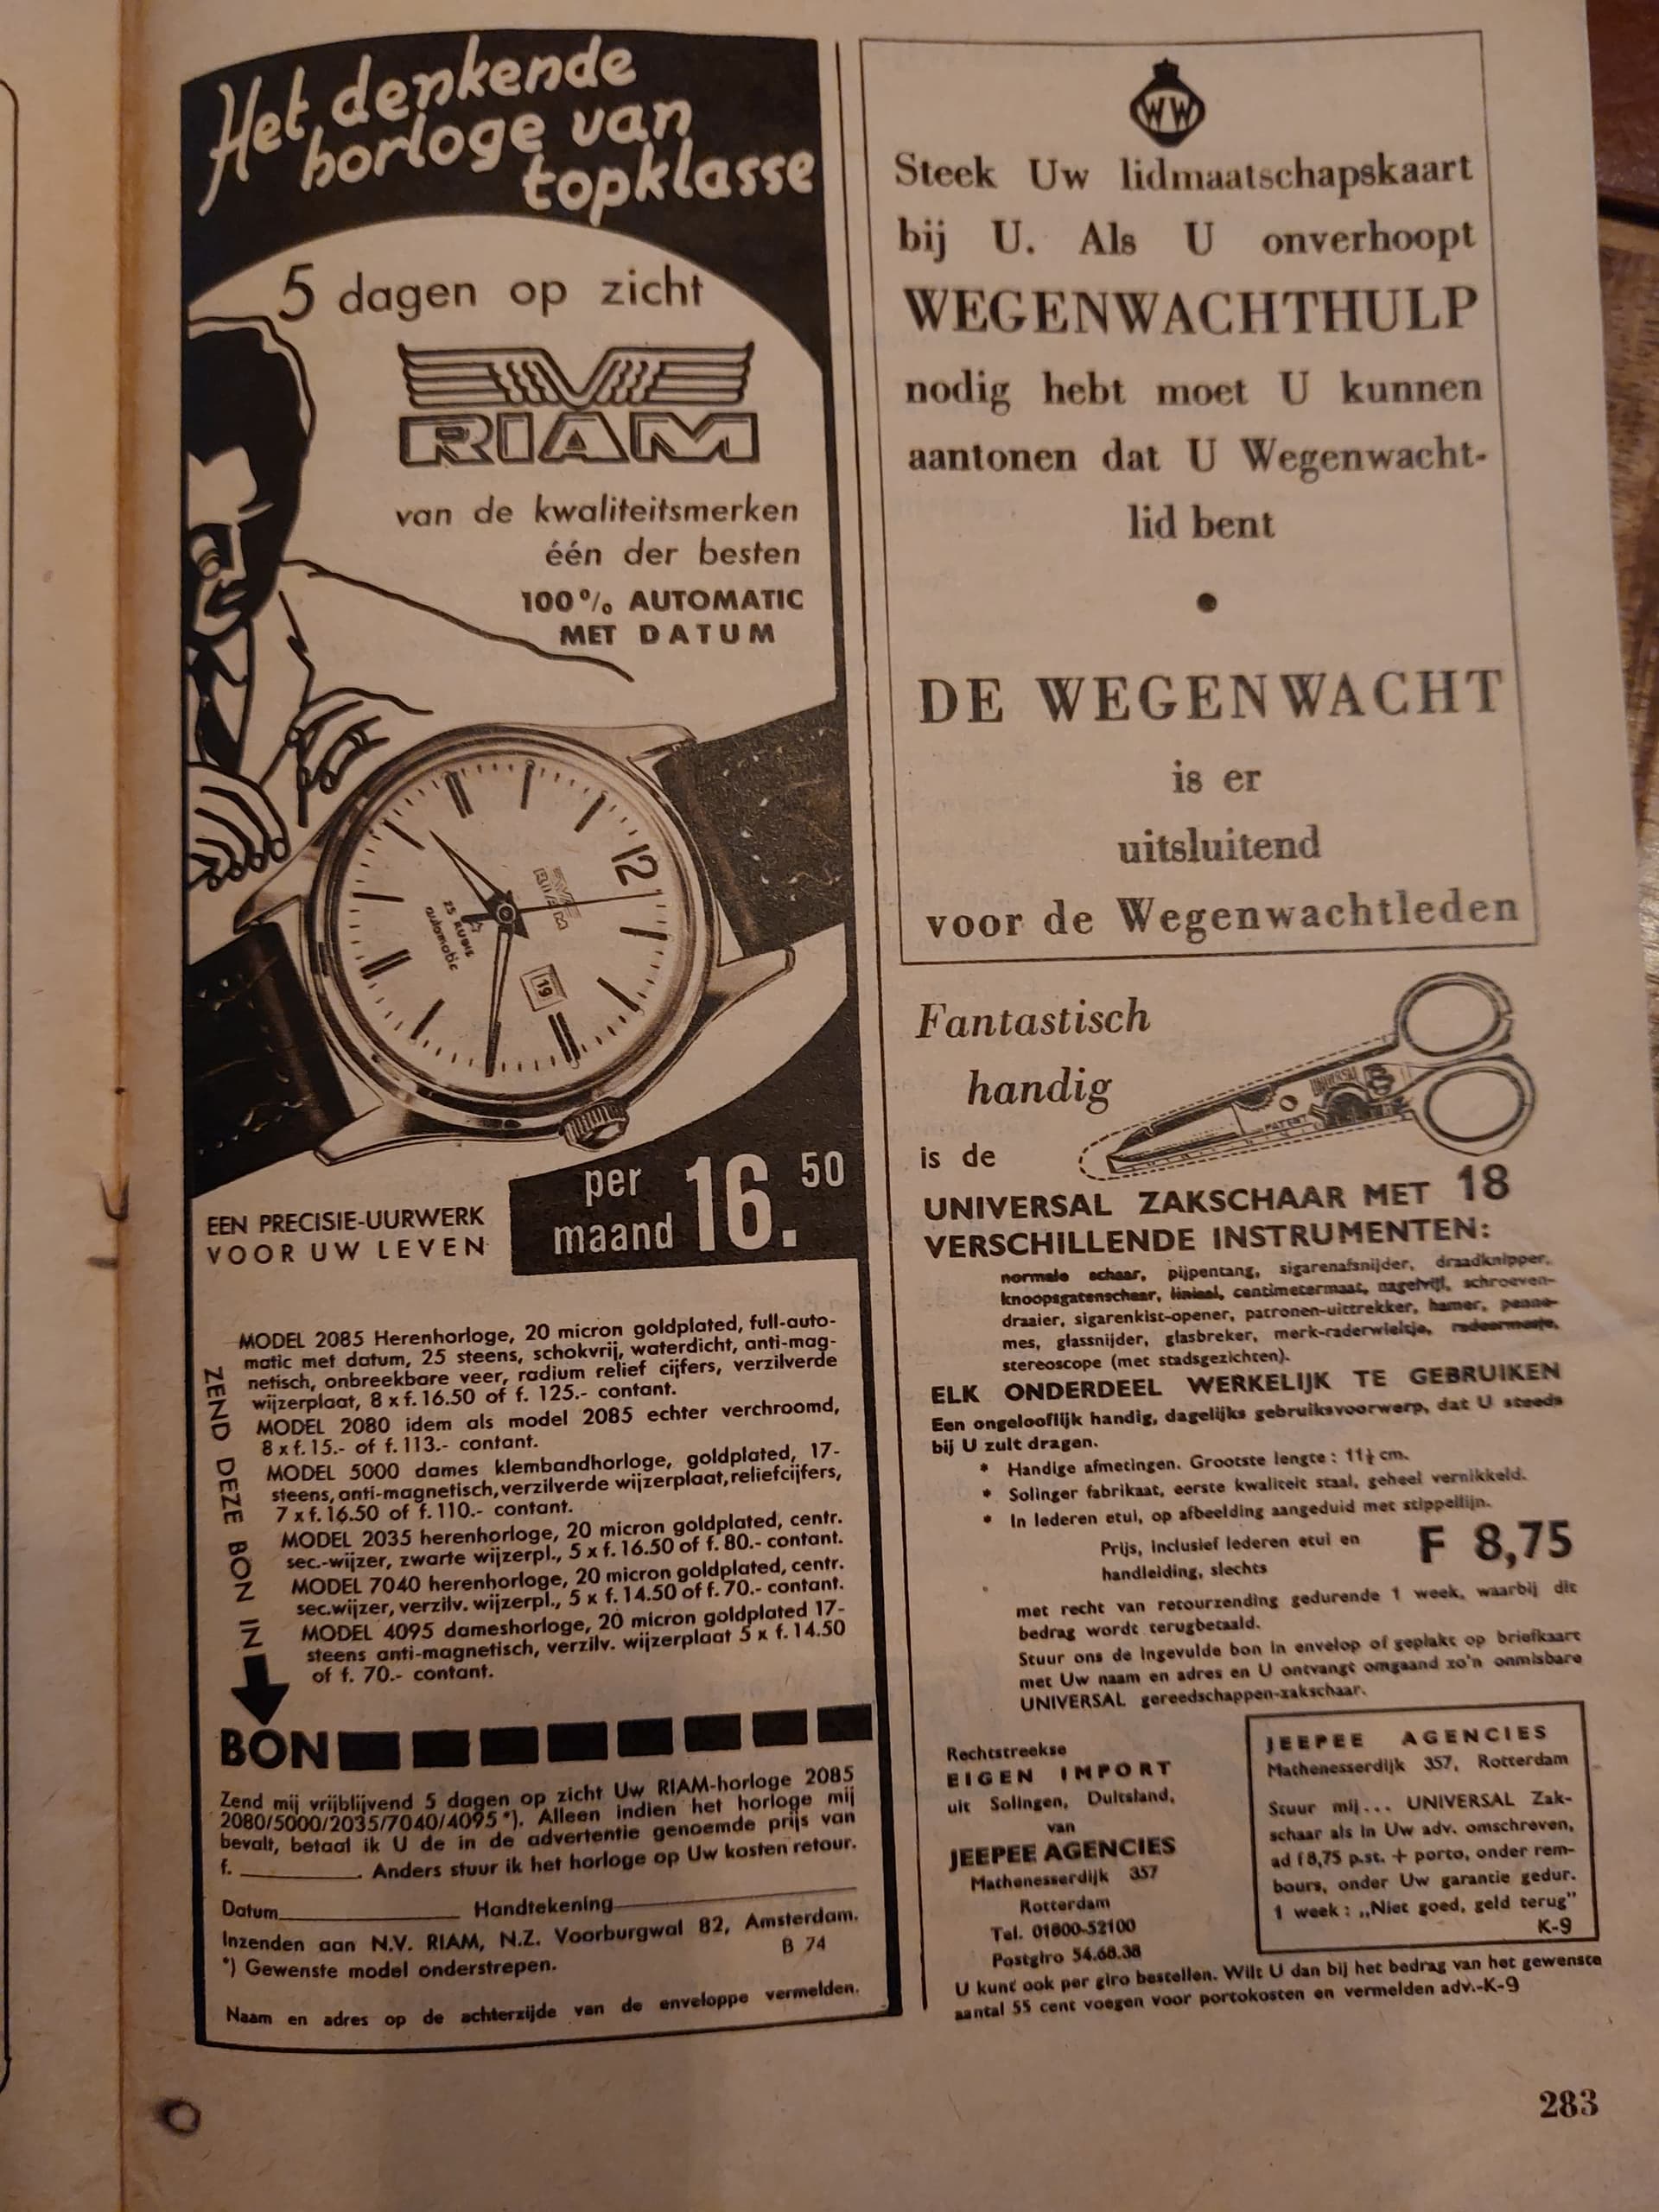 Het denkende
horloge van
topklasse
5 dagen op zicht
RIAM
van de kwaliteitsmerken
één der besten
100% AUTOMATIC
MET DATUM
12
RIAM
25 RUBIS
automatic
19
per
maand 16.50
EEN PRECISIE-UURWERK
VOOR UW LEVEN
ZEND DEZE BON IN
MODEL 2085 Herenhorloge, 20 micron goldplated, full-auto-
matic met datum, 25 steens, schokvrij, waterdicht, anti-mag-
netisch, onbreekbare veer, radium relief cijfers, verzilverde
wijzerplaat, 8 x f. 16.50 of f. 125.- contant.
MODEL 2080 idem als model 2085 echter verchroomd,
8 x f. 15.- of f. 113.- contant.
MODEL 5000 dames klembandhorloge, goldplated, 17-
steens, anti-magnetisch, verzilverde wijzerplaat, reliefcijfers,
7 x f. 16.50 of f. 110.- contant.
MODEL 2035 herenhorloge, 20 micron goldplated, centr.
sec.-wijzer, zwarte wijzerpl., 5 x f. 16.50 of f. 80.- contant.
MODEL 7040 herenhorloge, 20 micron goldplated, centr.
sec.wijzer, verzilv. wijzerpl., 5 x f. 14.50 of f. 70.- contant.
MODEL 4095 dameshorloge, 20 micron goldplated 17-
steens anti-magnetisch, verzilv. wijzerplaat 5 x f. 14.50
of f. 70.- contant.
BON
Zend mij vrijblijvend 5 dagen op zicht Uw RIAM-horloge 2085
2080/5000/2035/7040/4095 *). Alleen indien het horloge mij
bevalt, betaal ik U de in de advertentie genoemde prijs van
f. ________. Anders stuur ik het horloge op Uw kosten retour.
Datum________ Handtekening________
Inzenden aan N.V. RIAM, N.Z. Voorburgwal 82, Amsterdam.
*) Gewenste model onderstrepen. B 74
Naam en adres op de achterzijde van de enveloppe vermelden.
WW
Steek Uw lidmaatschapskaart
bij U. Als U onverhoopt
WEGENWACHTHULP
nodig hebt moet U kunnen
aantonen dat U Wegenwacht-
lid bent
DE WEGENWACHT
is er
uitsluitend
voor de Wegenwachtleden
Fantastisch
handig
is de
UNIVERSAL
PATENT
UNIVERSAL ZAKSCHAAR MET 18
VERSCHILLENDE INSTRUMENTEN:
normale schaar, pijpentang, sigarenafsnijder, draadknipper,
knoopsgatenschaar, liniaal, centimetermaat, nagelvijl, schroeven-
draaier, sigarenkist-opener, patronen-uittrekker, hamer, penne-
mes, glassnijder, glasbreker, merk-raderwieltje, radeermesje,
stereoscope (met stadsgezichten).
ELK ONDERDEEL WERKELIJK TE GEBRUIKEN
Een ongelooflijk handig, dagelijks gebruiksvoorwerp, dat U steeds
bij U zult dragen.
* Handige afmetingen. Grootste lengte : 11½ cm.
* Solinger fabrikaat, eerste kwaliteit staal, geheel vernikkeld.
* In lederen etui, op afbeelding aangeduid met stippellijn.
Prijs, inclusief lederen etui en
handleiding, slechts F 8,75
met recht van retourzending gedurende 1 week, waarbij dit
bedrag wordt terugbetaald.
Stuur ons de ingevulde bon in envelop of geplakt op briefkaart
met Uw naam en adres en U ontvangt omgaand zo'n onmisbare
UNIVERSAL gereedschappen-zakschaar.
Rechtstreekse
EIGEN IMPORT
uit Solingen, Duitsland,
van
JEEPEE AGENCIES
Mathenesserdijk 357
Rotterdam
Tel. 01800-52100
Postgiro 54.68.38
JEEPEE AGENCIES
Mathenesserdijk 357, Rotterdam
Stuur mij... UNIVERSAL Zak-
schaar als in Uw adv. omschreven,
ad f 8,75 p.st. + porto, onder rem-
bours, onder Uw garantie gedur.
1 week : „Niet goed, geld terug"
K-9
U kunt ook per giro bestellen. Wilt U dan bij het bedrag van het gewenste
aantal 55 cent voegen voor portokosten en vermelden adv.-K-9
283